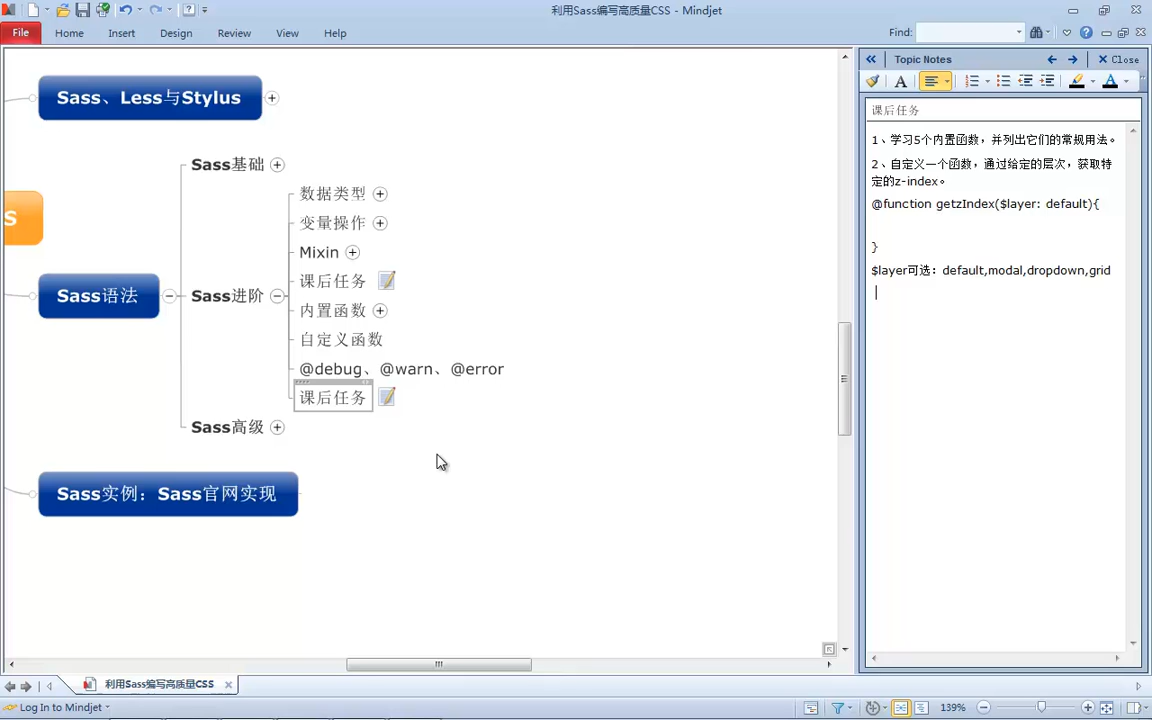 利用Sass编写高质量CSS - Mindjet
File Home Insert Design Review View Help Find:
Sass、Less与Stylus
Sass基础
数据类型
变量操作
Mixin
课后任务
S
Sass语法
Sass进阶
内置函数
自定义函数
@debug、@warn、@error
课后任务
Sass高级
Sass实例：Sass官网实现
Topic Notes Close
课后任务
1、学习5个内置函数，并列出它们的常规用法。
2、自定义一个函数，通过给定的层次，获取特
定的z-index。
@function getzIndex($layer: default){
}
$layer可选：default,modal,dropdown,grid
利用Sass编写高质量CSS
Log In to Mindjet 139%